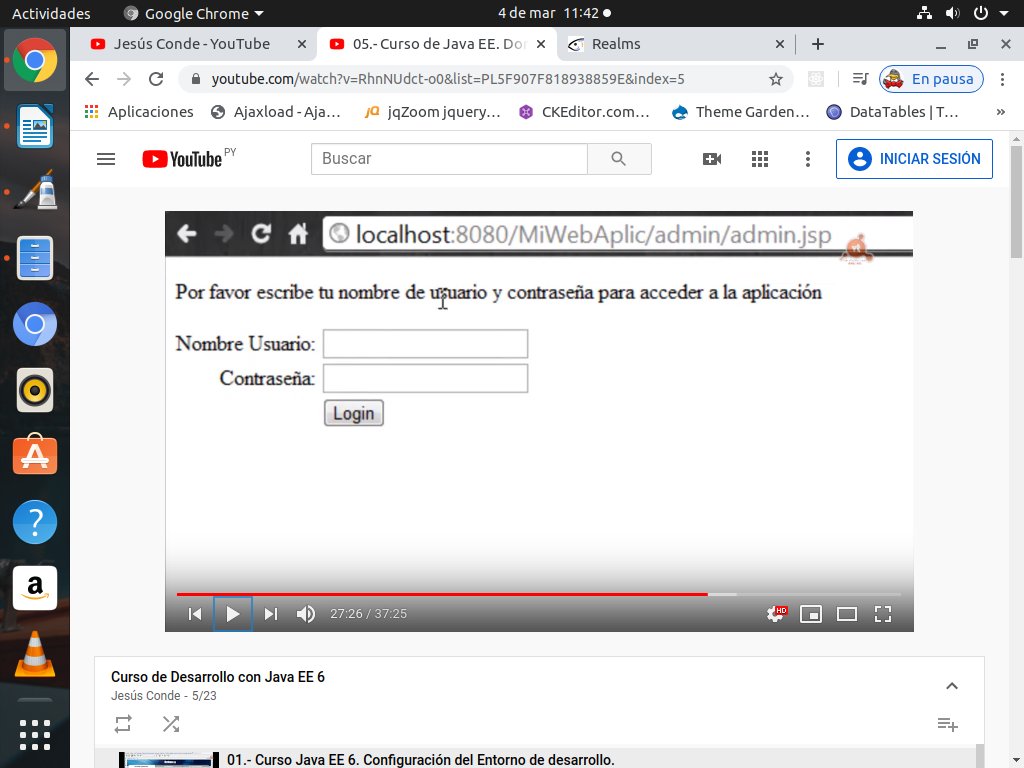 Actividades Google Chrome 4 de mar 11:42
Jesús Conde - YouTube 05.- Curso de Java EE. Dor Realms
youtube.com/watch?v=RhnNUdct-o0&list=PL5F907F818938859E&index=5 En pausa
Aplicaciones Ajaxload - Aja... jqZoom jquery... CKEditor.com... Theme Garden... DataTables | T... »
YouTube PY Buscar INICIAR SESIÓN
localhost:8080/MiWebAplic/admin/admin.jsp
Por favor escribe tu nombre de usuario y contraseña para acceder a la aplicación
Nombre Usuario:
Contraseña:
Login
27:26 / 37:25 HD
Curso de Desarrollo con Java EE 6
Jesús Conde - 5/23
01.- Curso Java EE 6. Configuración del Entorno de desarrollo.